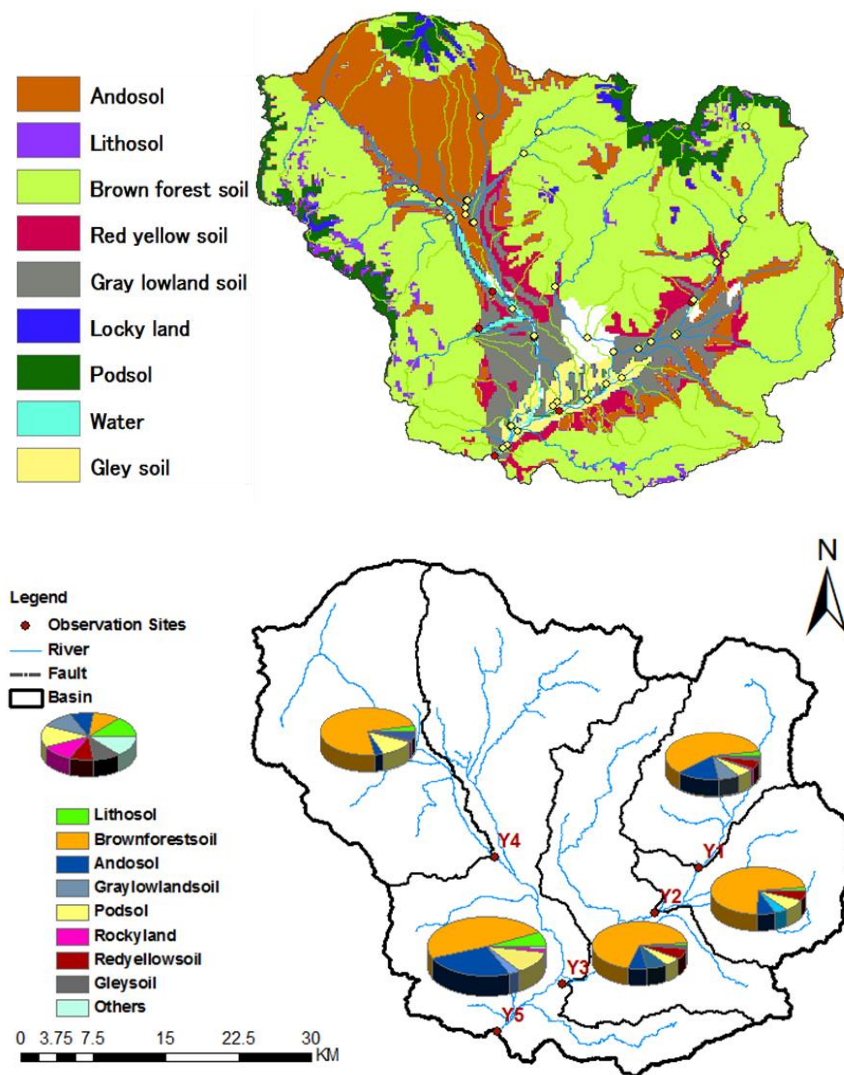 Andosol
Lithosol
Brown forest soil
Red yellow soil
Gray lowland soil
Locky land
Podsol
Water
Gley soil
N
Legend
Observation Sites
River
Fault
Basin
Lithosol
Brownforestsoil
Andosol
Graylowlandsoil
Podsol
Rockyland
Redyellowsoil
Gleysoil
Others
Y4
Y1
Y2
Y3
Y5
0 3.75 7.5 15 22.5 30
KM